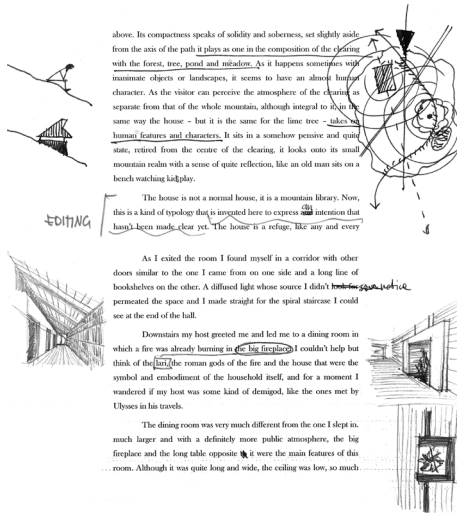 above. Its compactness speaks of solidity and soberness, set slightly aside
from the axis of the path it plays as one in the composition of the clearing
with the forest, tree, pond and meadow. As it happens sometimes with
inanimate objects or landscapes, it seems to have an almost human
character. As the visitor can perceive the atmosphere of the clearing as
separate from that of the whole mountain, although integral to it, in the
same way the house – but it is the same for the lime tree – takes on
human features and characters. It sits in a somehow pensive and quite
state, retired from the centre of the clearing, it looks onto its small
mountain realm with a sense of quite reflection, like an old man sits on a
bench watching kids play.
The house is not a normal house, it is a mountain library. Now,
EDITING
this is a kind of typology that is invented here to express intention that
hasn't been made clear yet. The house is a refuge, like any and every
As I exited the room I found myself in a corridor with other
doors similar to the one I came from on one side and a long line of
bookshelves on the other. A diffused light whose source I didn't notice
permeated the space and I made straight for the spiral staircase I could
see at the end of the hall.
Downstairs my host greeted me and led me to a dining room in
which a fire was already burning in the big fireplace. I couldn't help but
think of the lari, the roman gods of the fire and the house that were the
symbol and embodiment of the household itself, and for a moment I
wandered if my host was some kind of demigod, like the ones met by
Ulysses in his travels.
The dining room was very much different from the one I slept in.
much larger and with a definitely more public atmosphere, the big
fireplace and the long table opposite it were the main features of this
room. Although it was quite long and wide, the ceiling was low, so much